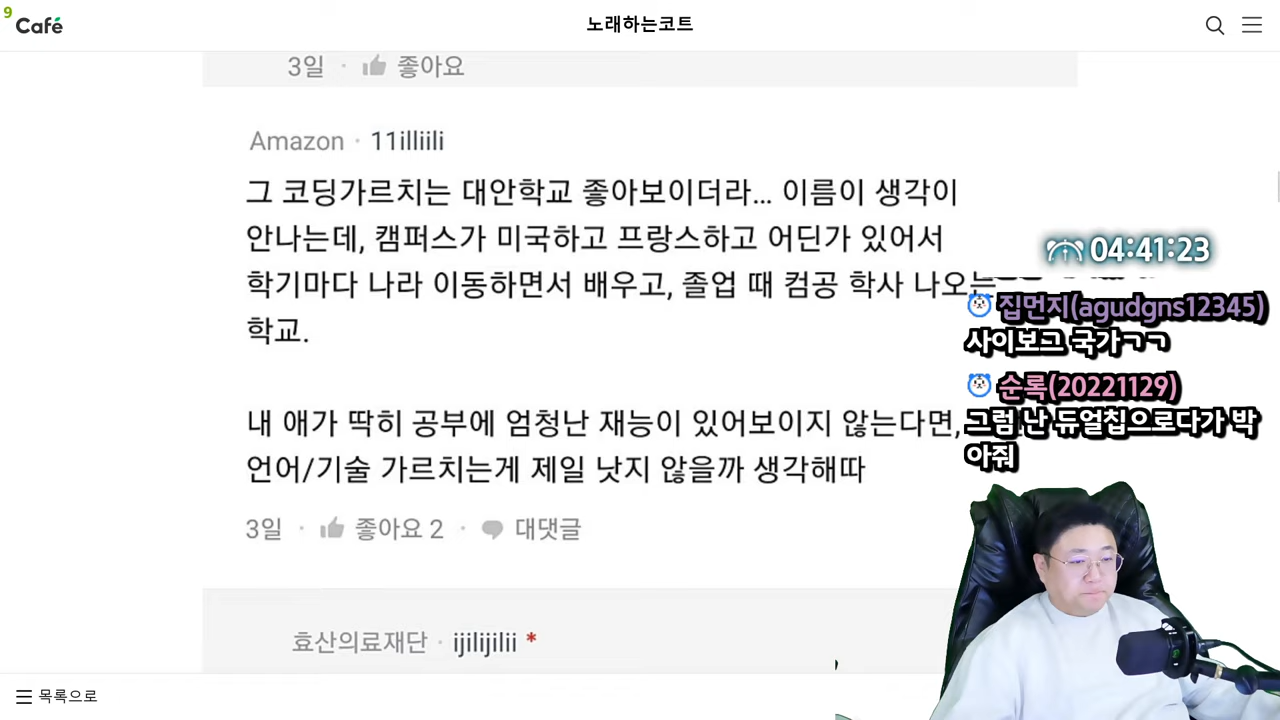 9
Café
노래하는코트
3일 · 좋아요
Amazon · 11illiili
그 코딩가르치는 대안학교 좋아보이더라... 이름이 생각이
안나는데, 캠퍼스가 미국하고 프랑스하고 어딘가 있어서
학기마다 나라 이동하면서 배우고, 졸업 때 컴공 학사 나오는
학교.
내 애가 딱히 공부에 엄청난 재능이 있어보이지 않는다면,
언어/기술 가르치는게 제일 낫지 않을까 생각해따
3일 · 좋아요 2 · 대댓글
효산의료재단 · ijilijilii *
목록으로
04:41:23
집먼지(agudgns12345)
사이보그 국가ㄱㄱ
순록(20221129)
그럼 난 듀얼칩으로다가 박
아줘